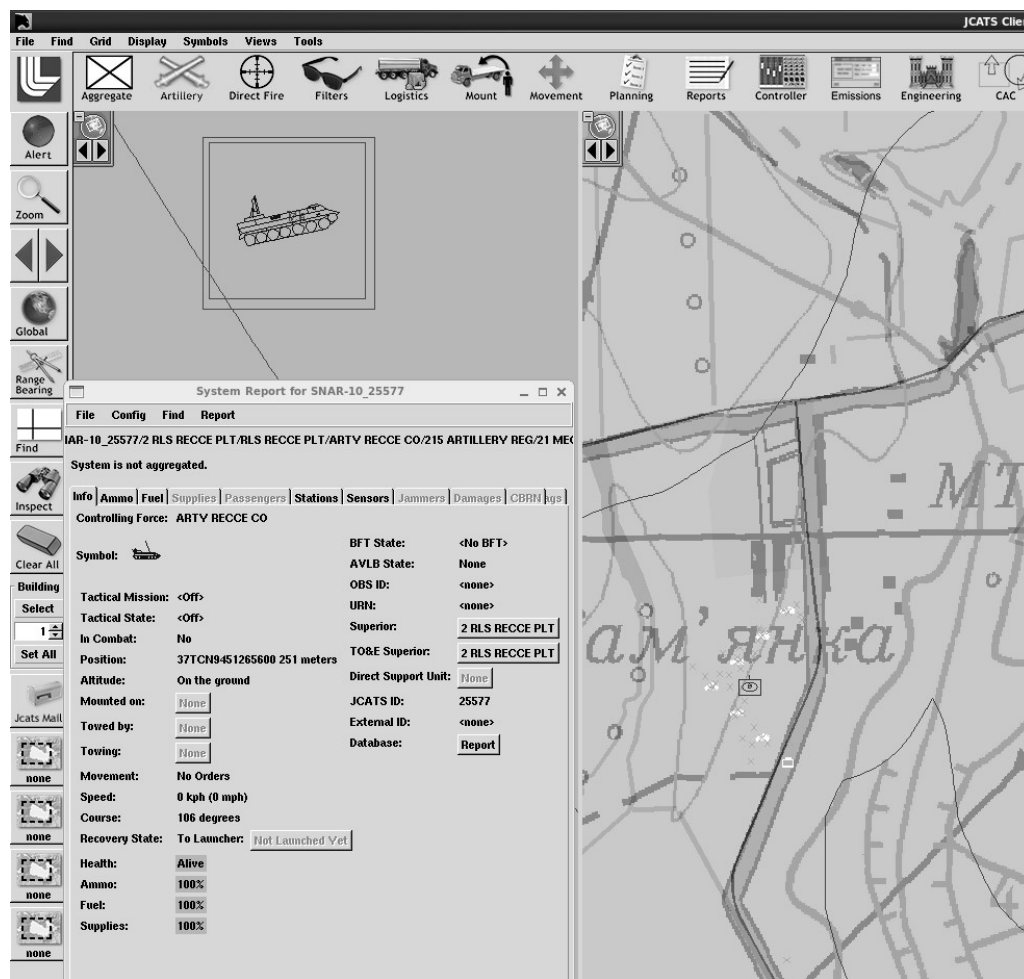 JCATS Clie
File Find Grid Display Symbols Views Tools
Aggregate Artillery Direct Fire Filters Logistics Mount Movement Planning Reports Controller Emissions Engineering CAC
Alert
Zoom
Global
Range Bearing
Find
Inspect
Clear All
Building
Select
1
Set All
Jcats Mail
none
none
none
none
System Report for SNAR-10_25577
File Config Find Report
AR-10_25577/2 RLS RECCE PLT/RLS RECCE PLT/ARTY RECCE CO/215 ARTILLERY REG/21 ME
System is not aggregated.
Info Ammo Fuel Supplies Passengers Stations Sensors Jammers Damages CBRN
Controlling Force: ARTY RECCE CO
Symbol:
Tactical Mission: <Off>
Tactical State: <Off>
In Combat: No
Position: 37TCN9451265600 251 meters
Altitude: On the ground
Mounted on: None
Towed by: None
Towing: None
Movement: No Orders
Speed: 0 kph (0 mph)
Course: 106 degrees
Recovery State: To Launcher: Not Launched Yet
Health: Alive
Ammo: 100%
Fuel: 100%
Supplies: 100%
BFT State: <No BFT>
AVLB State: None
OBS ID: <none>
URN: <none>
Superior: 2 RLS RECCE PLT
TO&E Superior: 2 RLS RECCE PLT
Direct Support Unit: None
JCATS ID: 25577
External ID: <none>
Database: Report
МТ
ам'янка
4